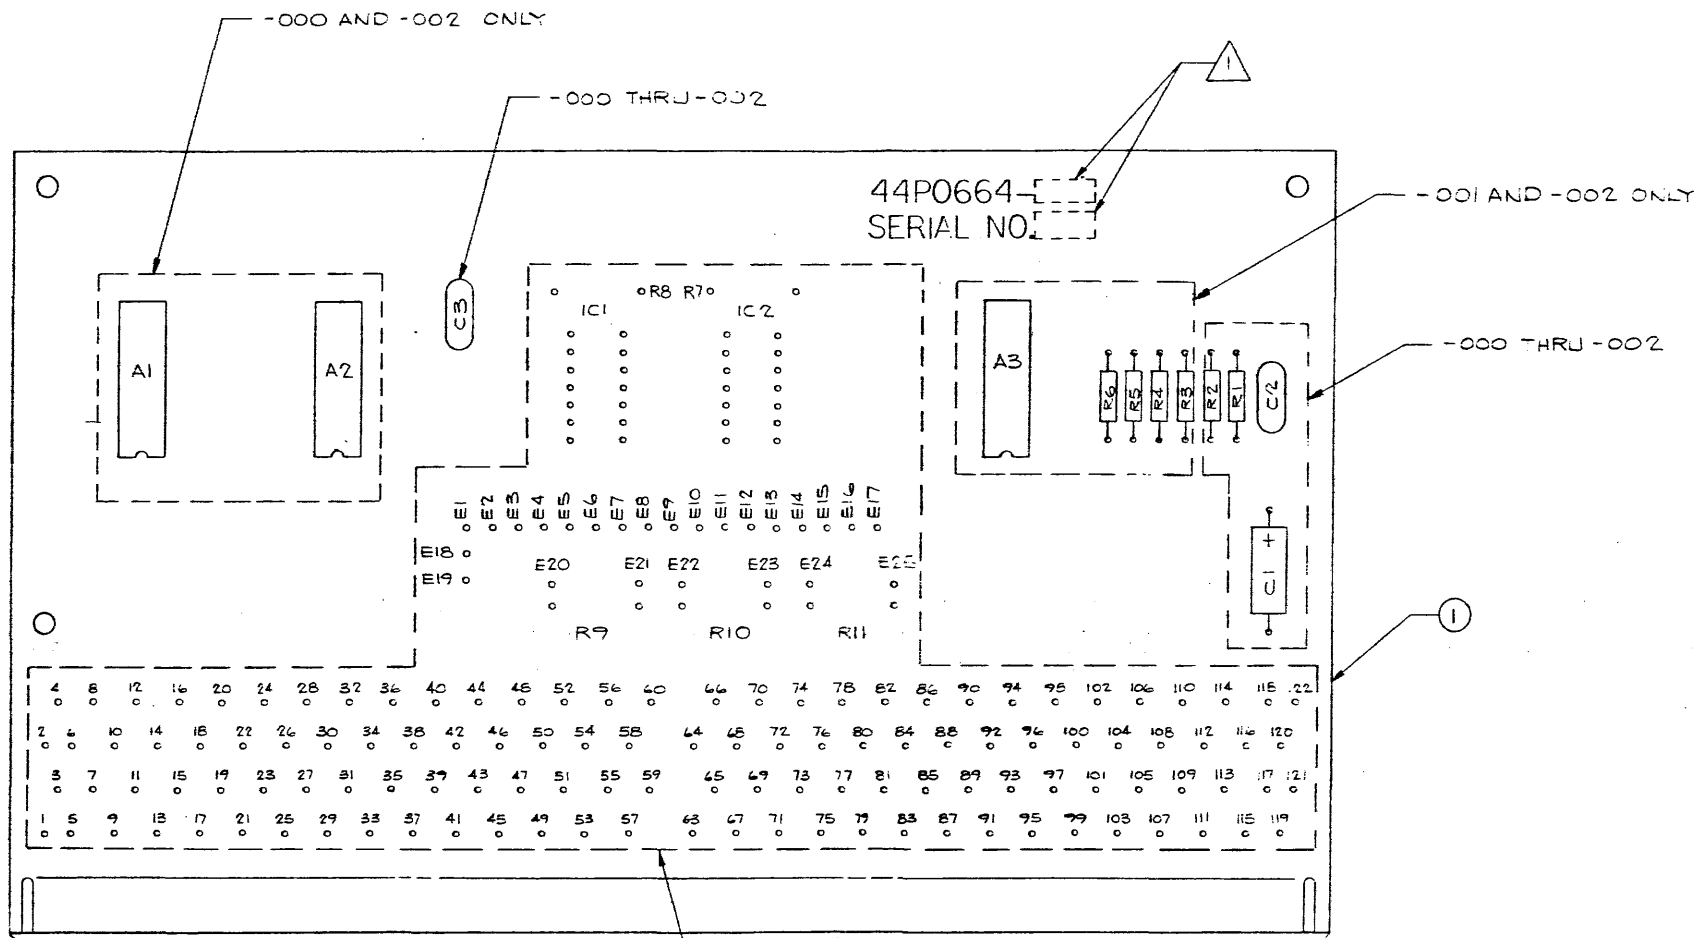 -000 AND -002 ONLY
1
-000 THRU -002
44P0664-
SERIAL NO.
-001 AND -002 ONLY
R8 R7
IC1 IC2
C3
-000 THRU -002
A1 A2 A3
R6 R5 R4 R3 R2 R1 C2
E1 E2 E3 E4 E5 E6 E7 E8 E9 E10 E11 E12 E13 E14 E15 E16 E17
E18
E19
E20 E21 E22 E23 E24
+
C1
1
R9 R10 R11
4 8 12 16 20 24 28 32 36 40 44 48 52 56 60 66 70 74 78 82 86 90 94 98 102 106 110 114 118 122
2 6 10 14 18 22 26 30 34 38 42 46 50 54 58 64 68 72 76 80 84 88 92 96 100 104 108 112 116 120
3 7 11 15 19 23 27 31 35 39 43 47 51 55 59 65 69 73 77 81 85 89 93 97 101 105 109 113 117 121
1 5 9 13 17 21 25 29 33 37 41 45 49 53 57 63 67 71 75 79 83 87 91 95 99 103 107 111 115 119